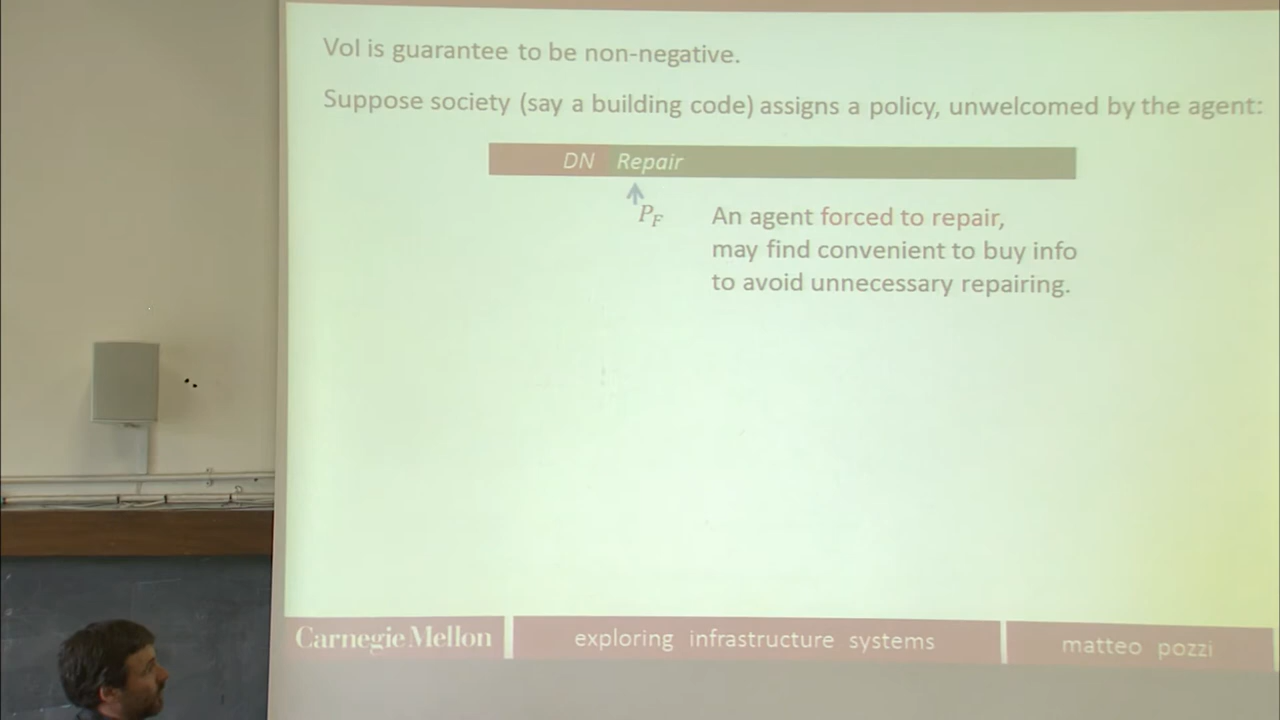 VoI is guarantee to be non-negative.
Suppose society (say a building code) assigns a policy, unwelcomed by the agent:
DN Repair
P_F
An agent forced to repair,
may find convenient to buy info
to avoid unnecessary repairing.
Carnegie Mellon
exploring infrastructure systems
matteo pozzi